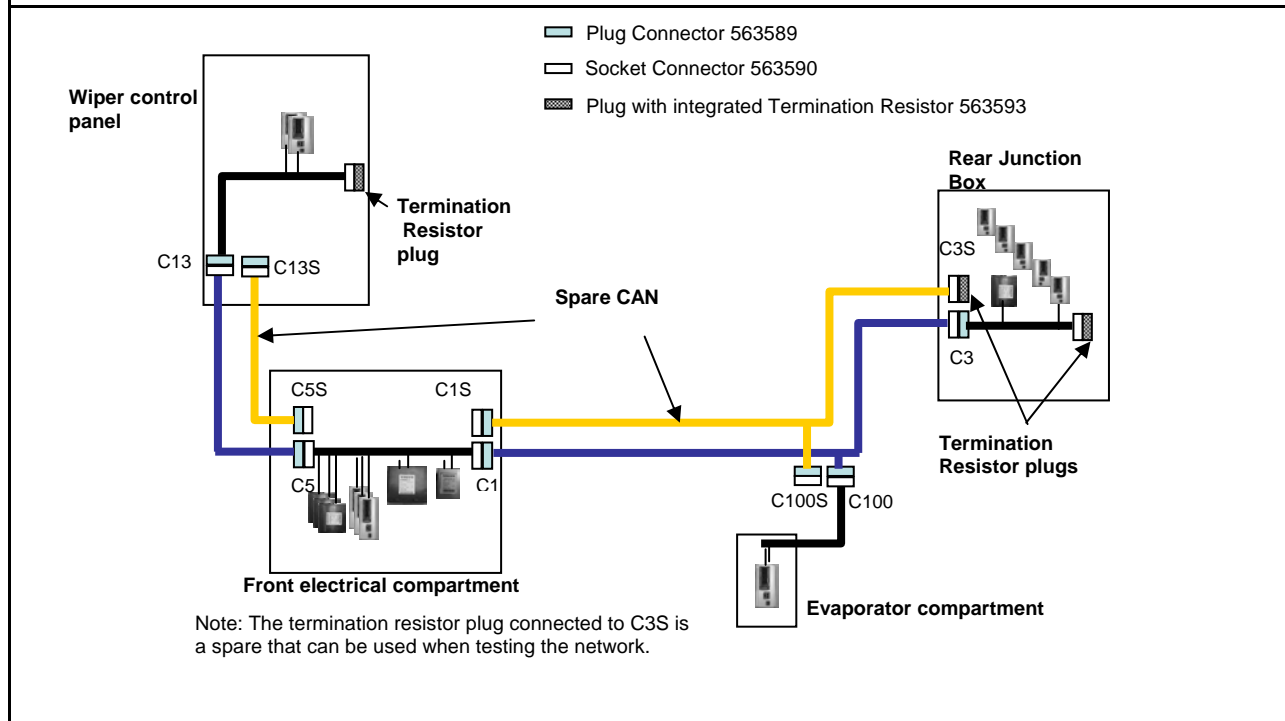 Plug Connector 563589
Socket Connector 563590
Plug with integrated Termination Resistor 563593
Wiper control
panel
Termination
Resistor
plug
C13
C13S
Spare CAN
Rear Junction
Box
C3S
C3
Termination
Resistor plugs
C5S
C1S
C5
C1
C100S
C100
Front electrical compartment
Evaporator compartment
Note: The termination resistor plug connected to C3S is
a spare that can be used when testing the network.